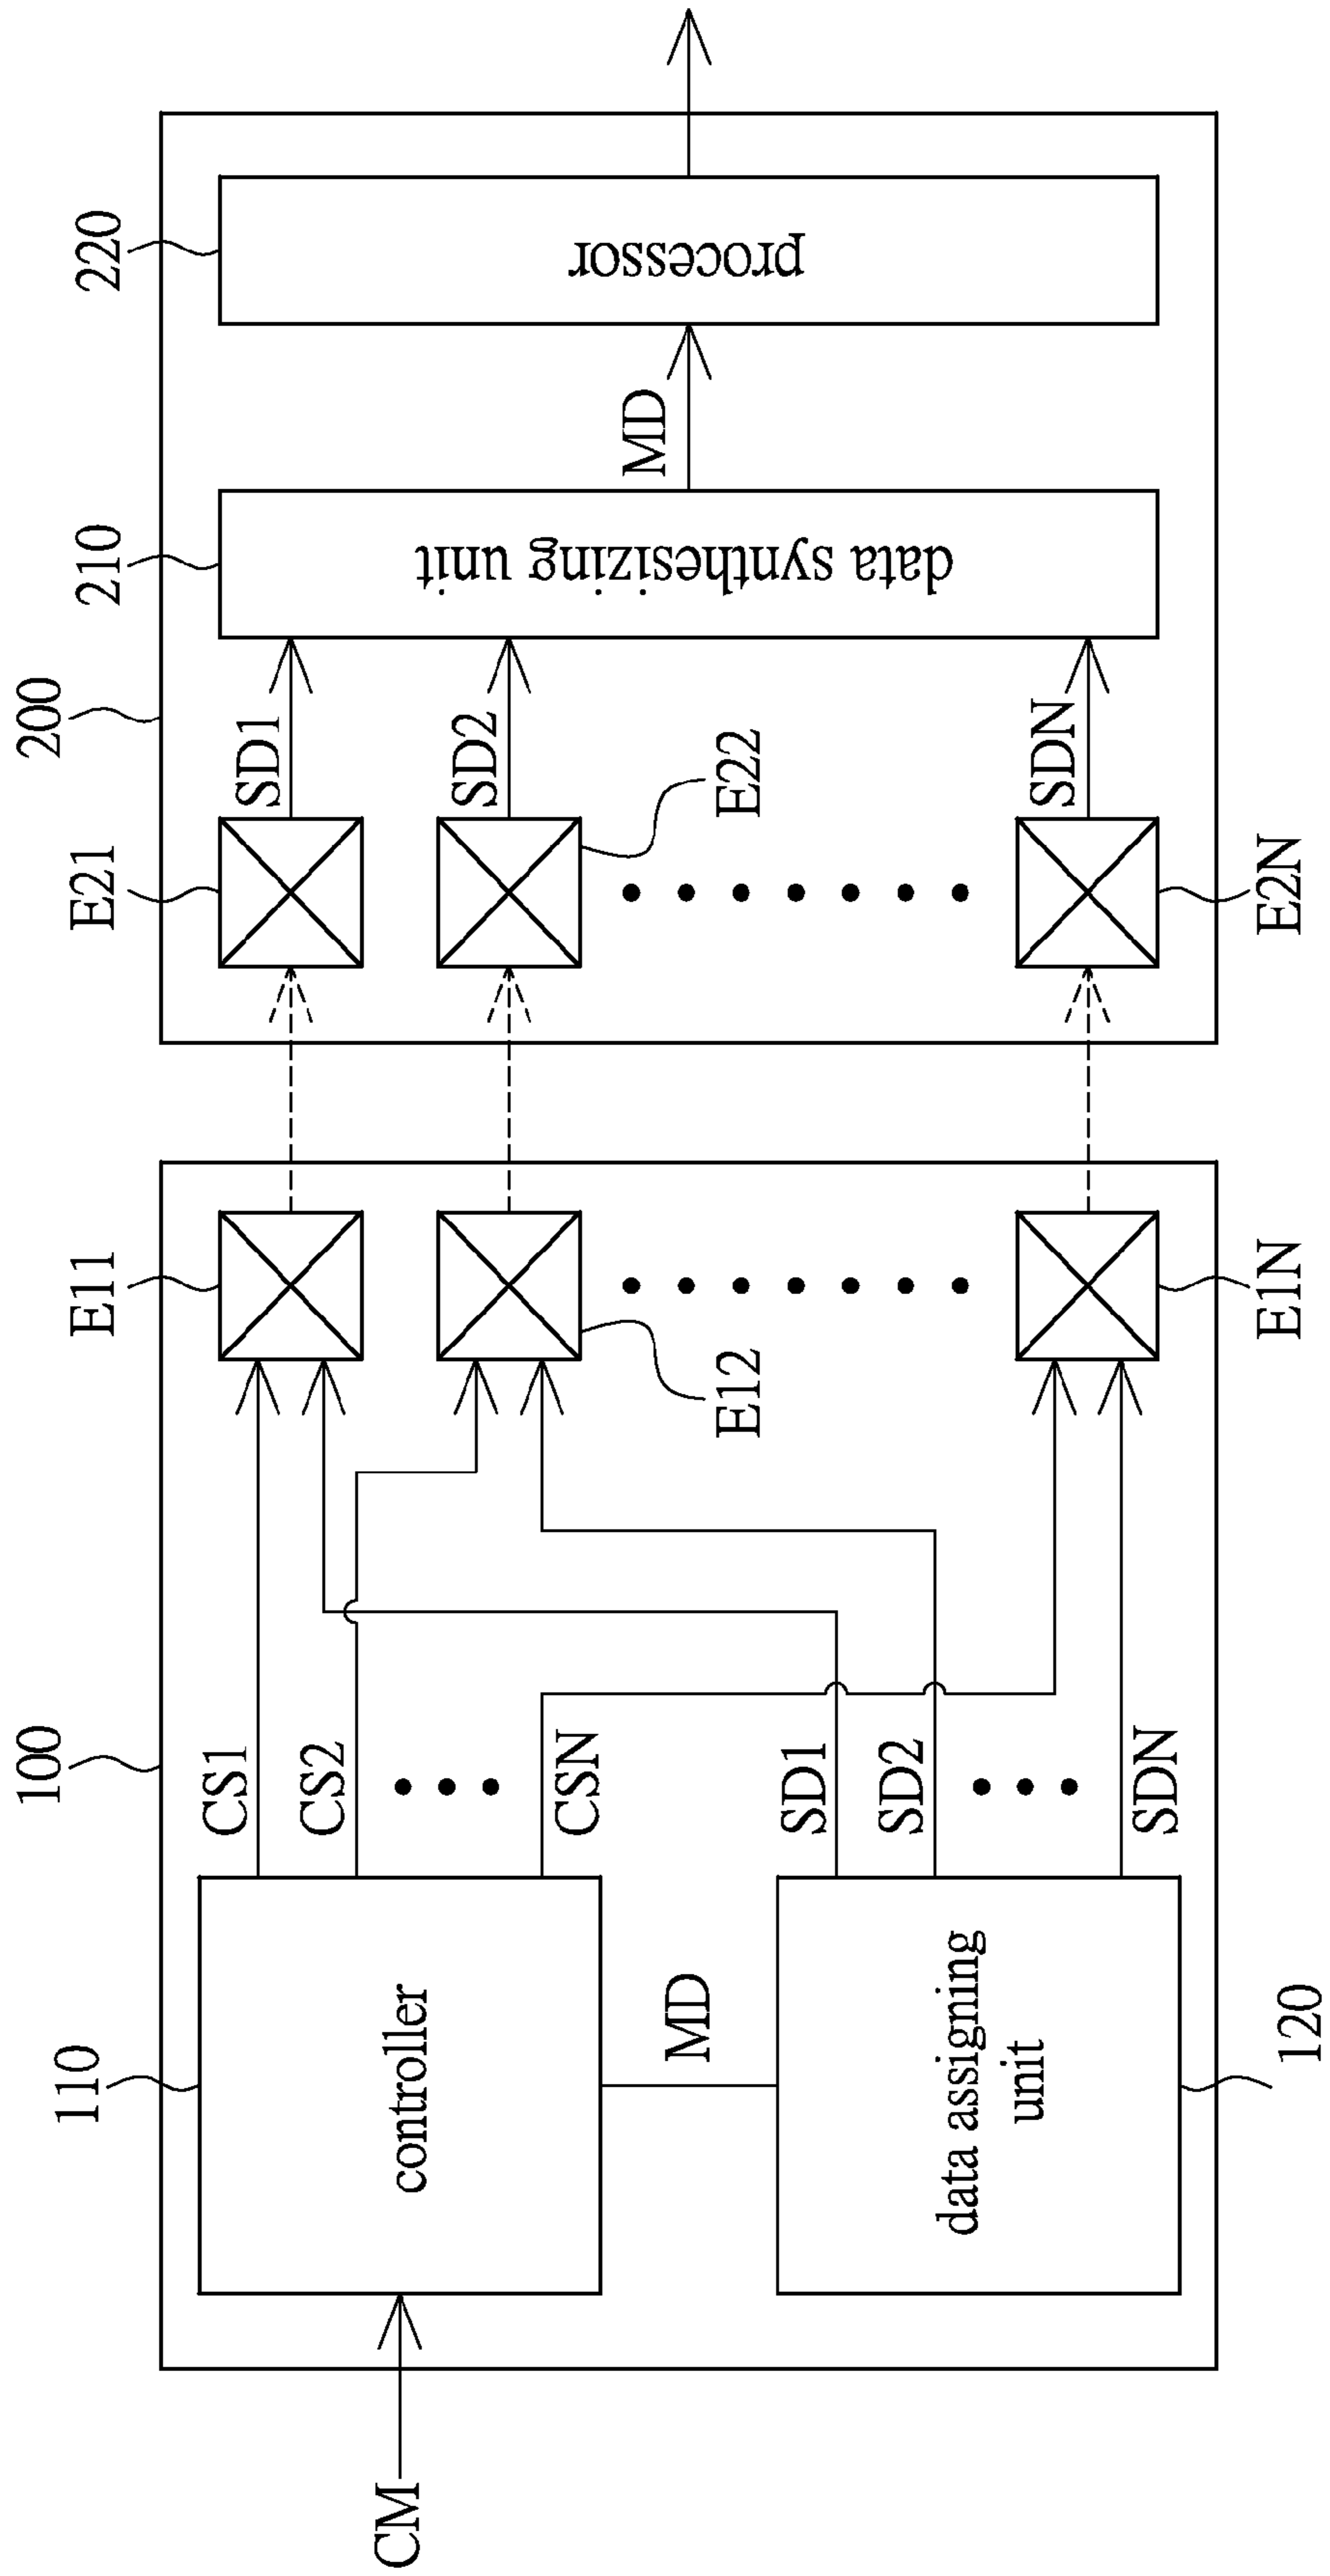 100
200
110
E11
E21
210
220
CS1
SD1
CS2
SD2
CM
controller
CSN
MD
E12
E22
data synthesizing unit
MD
processor
SD1
SD2
data assigning
unit
SDN
SDN
120
E1N
E2N